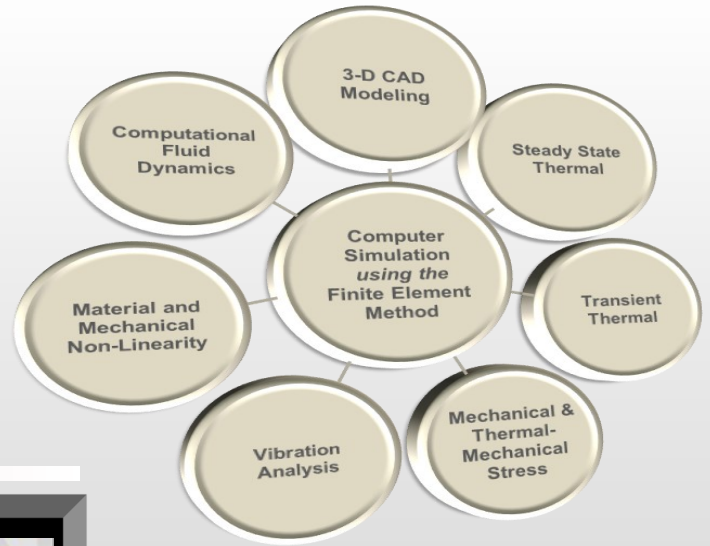 3-D CAD
Modeling
Steady State
Thermal
Transient
Thermal
Mechanical &
Thermal-
Mechanical
Stress
Vibration
Analysis
Material and
Mechanical
Non-Linearity
Computational
Fluid
Dynamics
Computer
Simulation
using the
Finite Element
Method